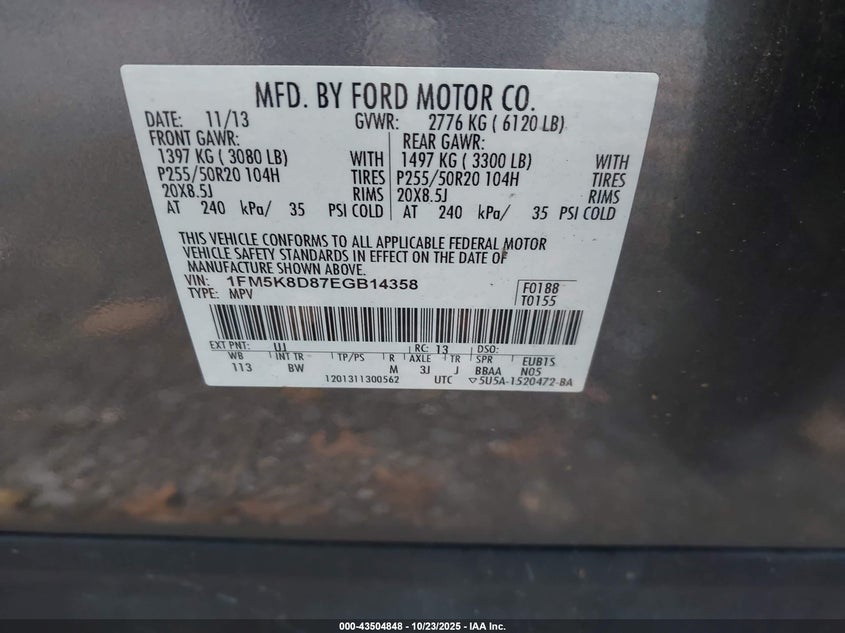 MFD. BY FORD MOTOR CO.
DATE: 11/13 GVWR: 2776 KG ( 6120 LB)
FRONT GAWR: REAR GAWR:
1397 KG ( 3080 LB) WITH 1497 KG ( 3300 LB) WITH
P255/50R20 104H TIRES P255/50R20 104H TIRES
20X8.5J RIMS 20X8.5J RIMS
AT 240 kPa/ 35 PSI COLD AT 240 kPa/ 35 PSI COLD
THIS VEHICLE CONFORMS TO ALL APPLICABLE FEDERAL MOTOR
VEHICLE SAFETY STANDARDS IN EFFECT ON THE DATE OF
MANUFACTURE SHOWN ABOVE.
VIN: 1FM5K8D87EGB14358 F0188
TYPE: MPV T0155
EXT PNT: UJ RC: 13 DSO:
WB INT TR TP/PS R AXLE TR SPR EUB1S
113 BW M 3J J BBAA N05
1201311300562 UTC ▽5U5A-1520472-BA
000-43504848 - 10/23/2025 - IAA Inc.